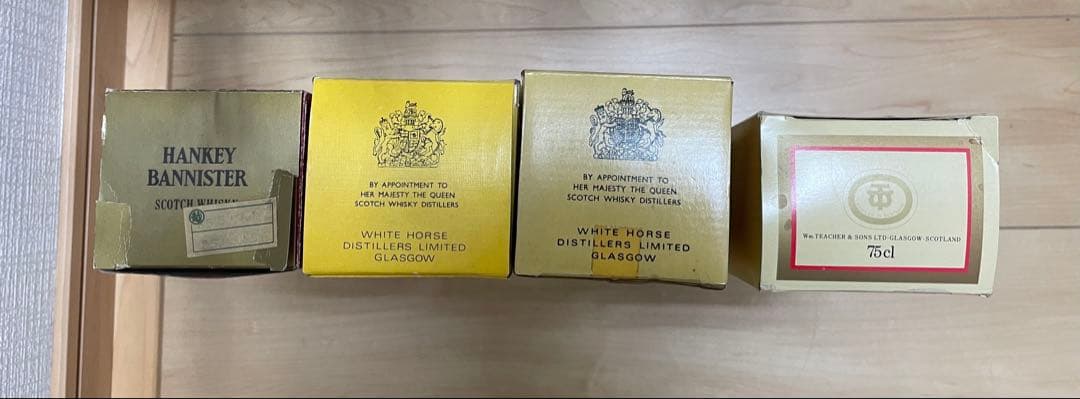 HANKEY
BANNISTER
SCOTCH WHISKY
BY APPOINTMENT TO
HER MAJESTY THE QUEEN
SCOTCH WHISKY DISTILLERS
WHITE HORSE
DISTILLERS LIMITED
GLASGOW
BY APPOINTMENT TO
HER MAJESTY THE QUEEN
SCOTCH WHISKY DISTILLERS
WHITE HORSE
DISTILLERS LIMITED
GLASGOW
Wm. TEACHER & SONS LTD · GLASGOW · SCOTLAND
75cl